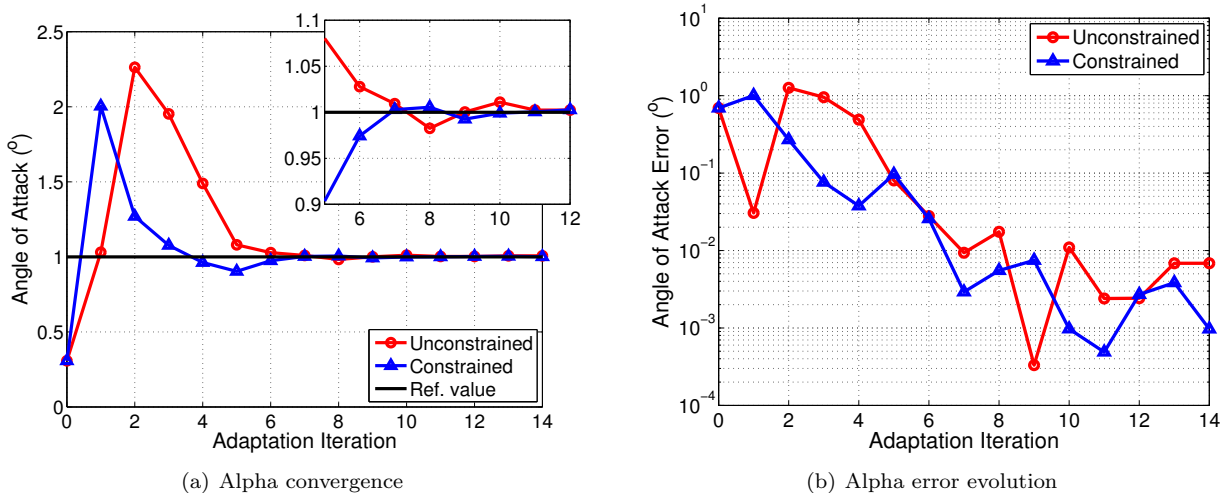 Angle of Attack (°)
2.5
2
1.5
1
0.5
0
0 2 4 6 8 10 12 14
Adaptation Iteration
1.1
1.05
1
0.95
0.9
6 8 10 12
Unconstrained
Constrained
Ref. value
(a) Alpha convergence
Angle of Attack Error (°)
10¹
10⁰
10⁻¹
10⁻²
10⁻³
10⁻⁴
0 2 4 6 8 10 12 14
Adaptation Iteration
Unconstrained
Constrained
(b) Alpha error evolution